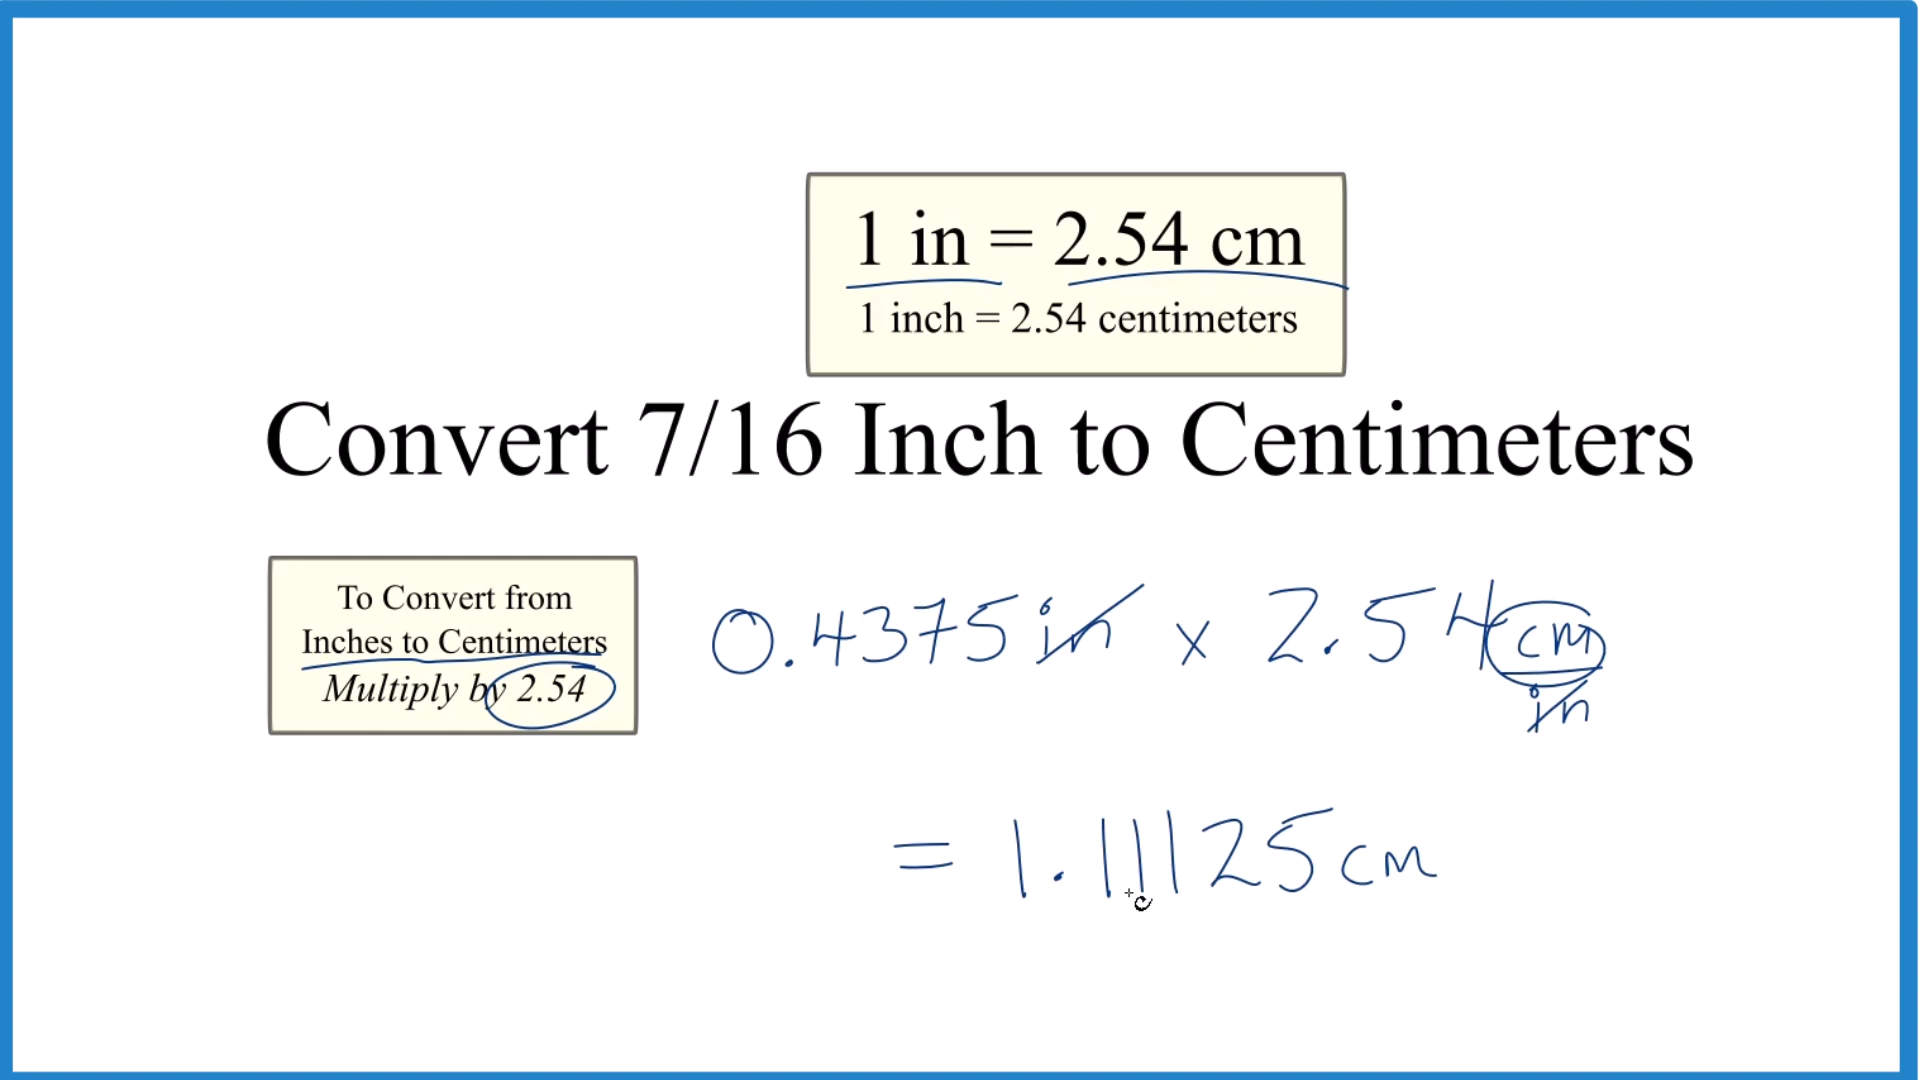 1 in = 2.54 cm
1 inch = 2.54 centimeters
Convert 7/16 Inch to Centimeters
To Convert from
Inches to Centimeters
Multiply by 2.54
0.4375 in x 2.54 cm
in
= 1.11125 cm